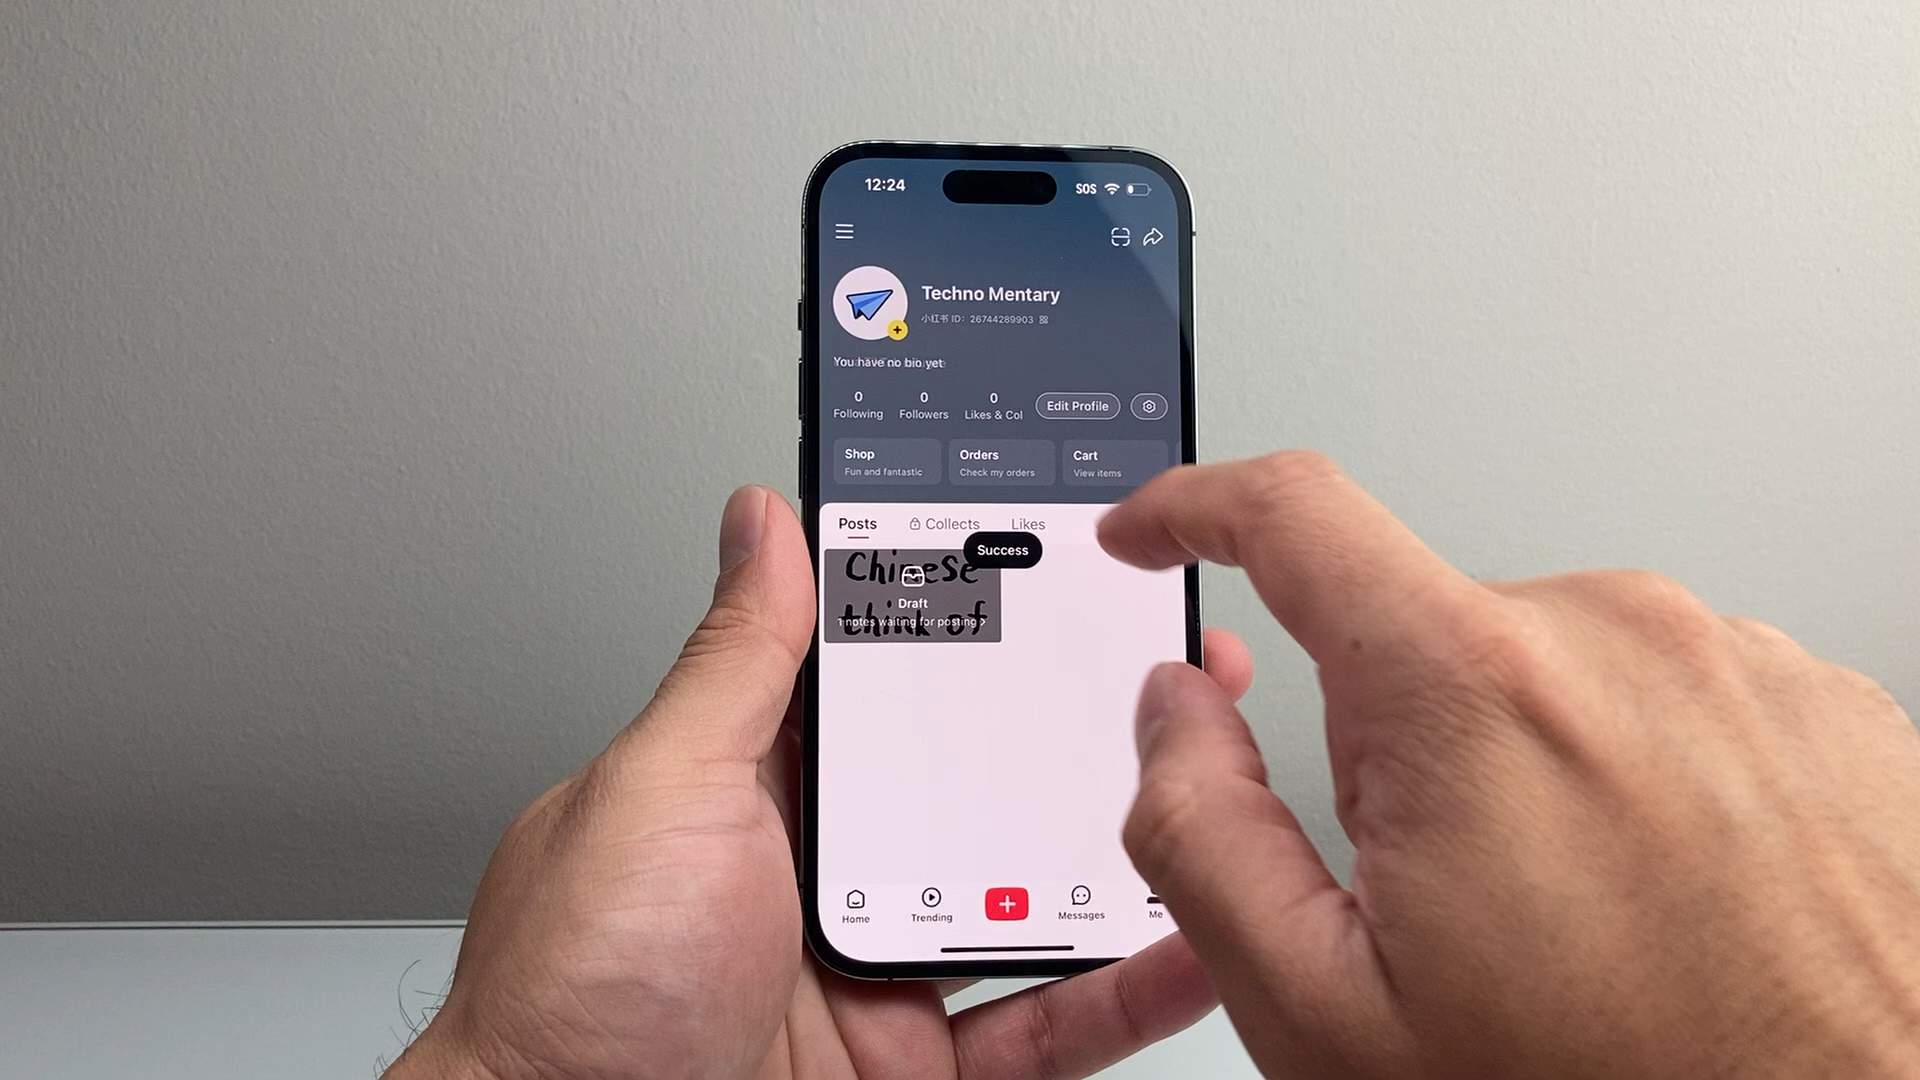 12:24
SOS
Techno Mentary
小红书 ID: 26744289903
You have no bio yet
0 0 0
Following Followers Likes & Col
Edit Profile
Shop Orders Cart
Fun and fantastic Check my orders View items
Posts Collects Likes
Success
Chinese
Draft
think of
1 notes waiting for posting
Home Trending Messages Me